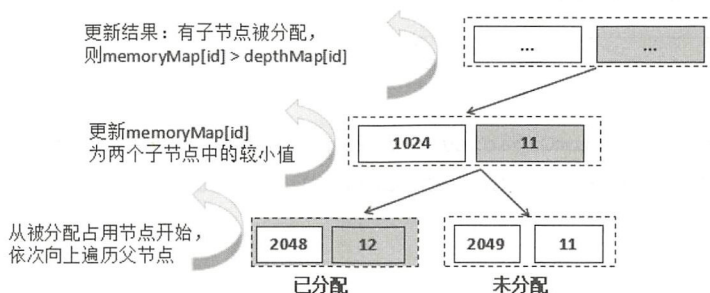 更新结果：有子节点被分配，
则memoryMap[id] > depthMap[id]
...
...
更新memoryMap[id]
为两个子节点中的较小值
1024
11
从被分配占用节点开始，
依次向上遍历父节点
2048
12
2049
11
已分配
未分配